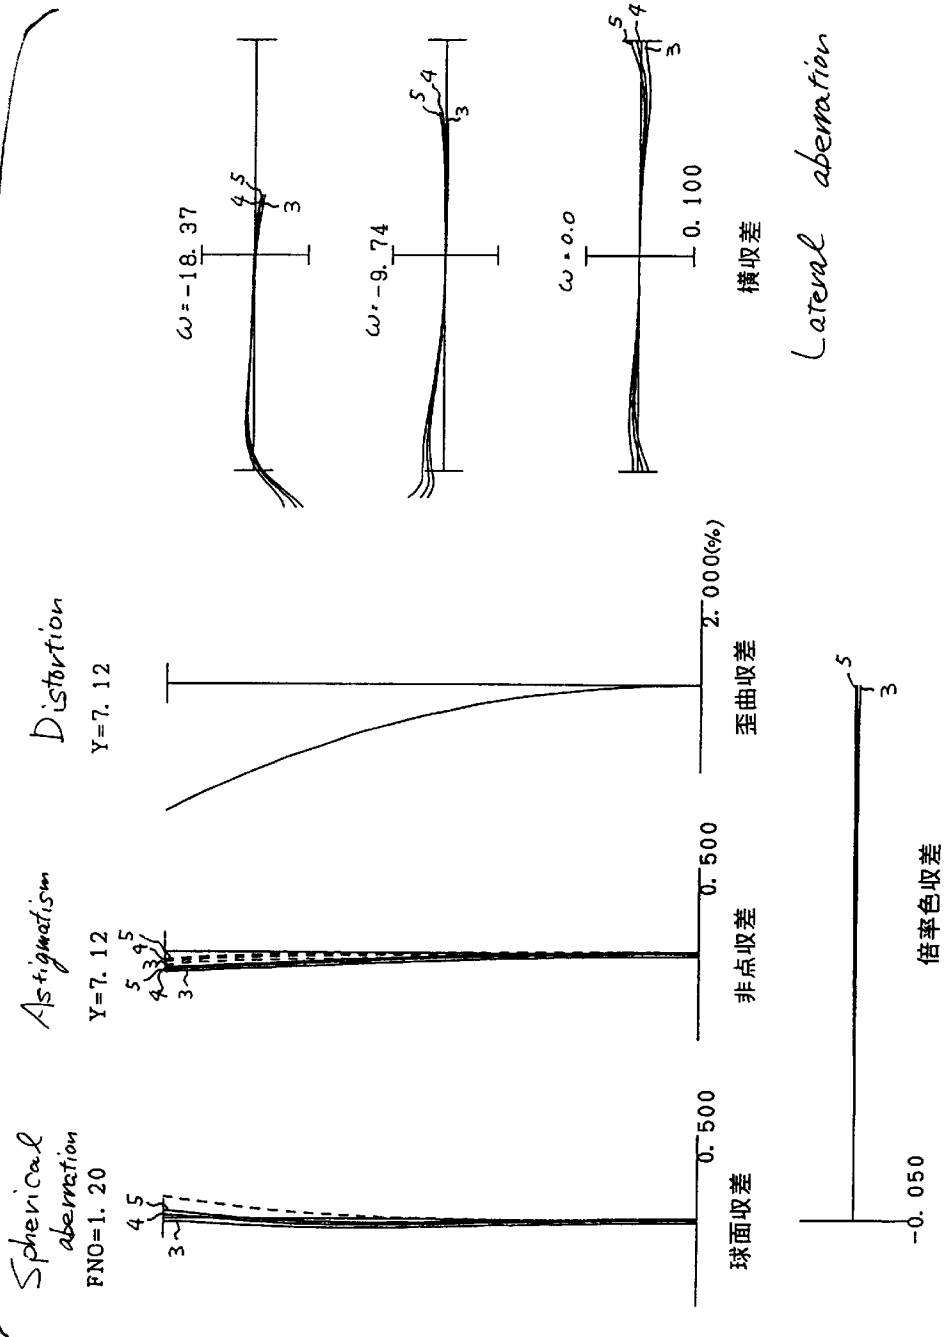 Spherical
aberration
FNO=1. 20
3 4 5
0. 500
球面収差
Astigmatism
Y=7. 12
5 4 3 3 4 5
0. 500
非点収差
Distortion
Y=7. 12
2. 000(%)
歪曲収差
ω=-18. 37
4 5
3
ω=-9. 74
5 4
3
ω=0.0
5 4
3
0. 100
横収差
Lateral aberration
-0. 050
5
3
倍率色収差